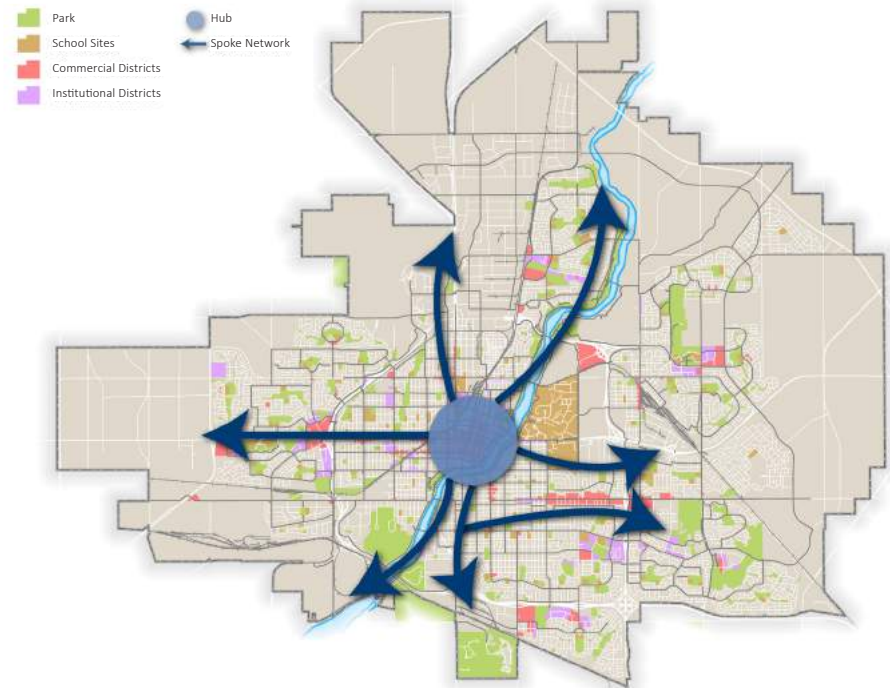 Park
Hub
School Sites
Spoke Network
Commercial Districts
Institutional Districts